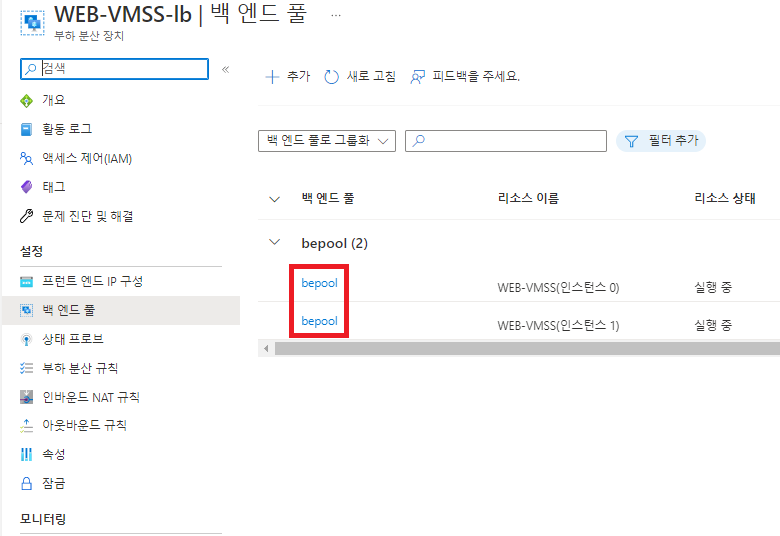 WEB-VMSS-lb | 백 엔드 풀 ...
부하 분산 장치
검색 «
개요
활동 로그
액세스 제어(IAM)
태그
문제 진단 및 해결
설정
프런트 엔드 IP 구성
백 엔드 풀
상태 프로브
부하 분산 규칙
인바운드 NAT 규칙
아웃바운드 규칙
속성
잠금
모니터링
추가 새로 고침 피드백을 주세요.
백 엔드 풀로 그룹화 필터 추가
백 엔드 풀 리소스 이름 리소스 상태
bepool (2)
bepool WEB-VMSS(인스턴스 0) 실행 중
bepool WEB-VMSS(인스턴스 1) 실행 중